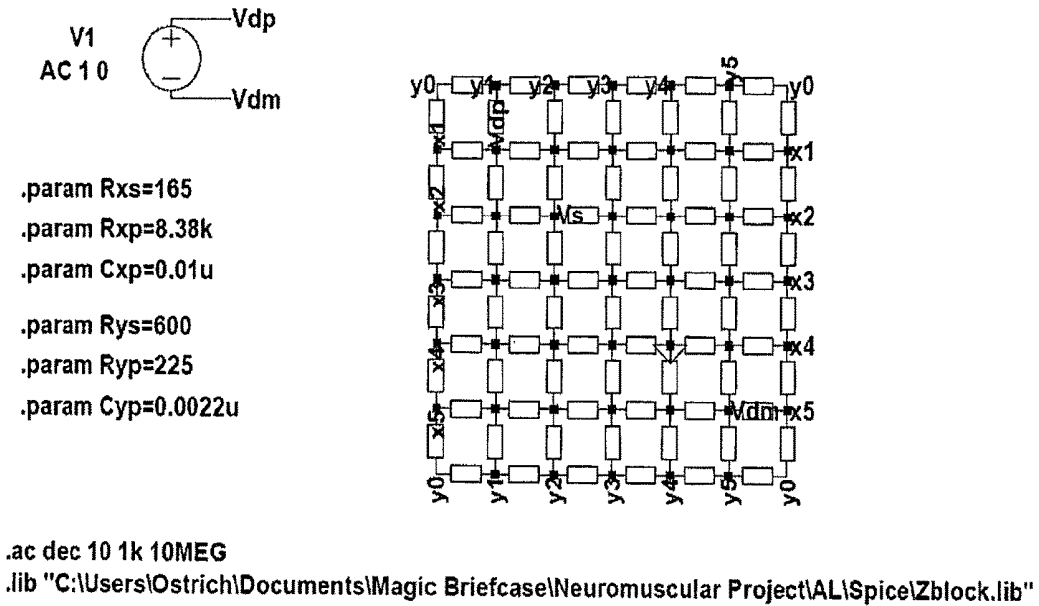 V1
AC 1 0
Vdp
Vdm
.param Rxs=165
.param Rxp=8.38k
.param Cxp=0.01u
.param Rys=600
.param Ryp=225
.param Cyp=0.0022u
y0 y1 y2 y3 y4 y5 y0
Vdp
x1 x1
x2 Vs x2
x3 x3
x4 x4
x5 Vdm x5
y0 y1 y2 y3 y4 y5 y0
.ac dec 10 1k 10MEG
.lib "C:\Users\Ostrich\Documents\Magic Briefcase\Neuromuscular Project\AL\Spice\Zblock.lib"